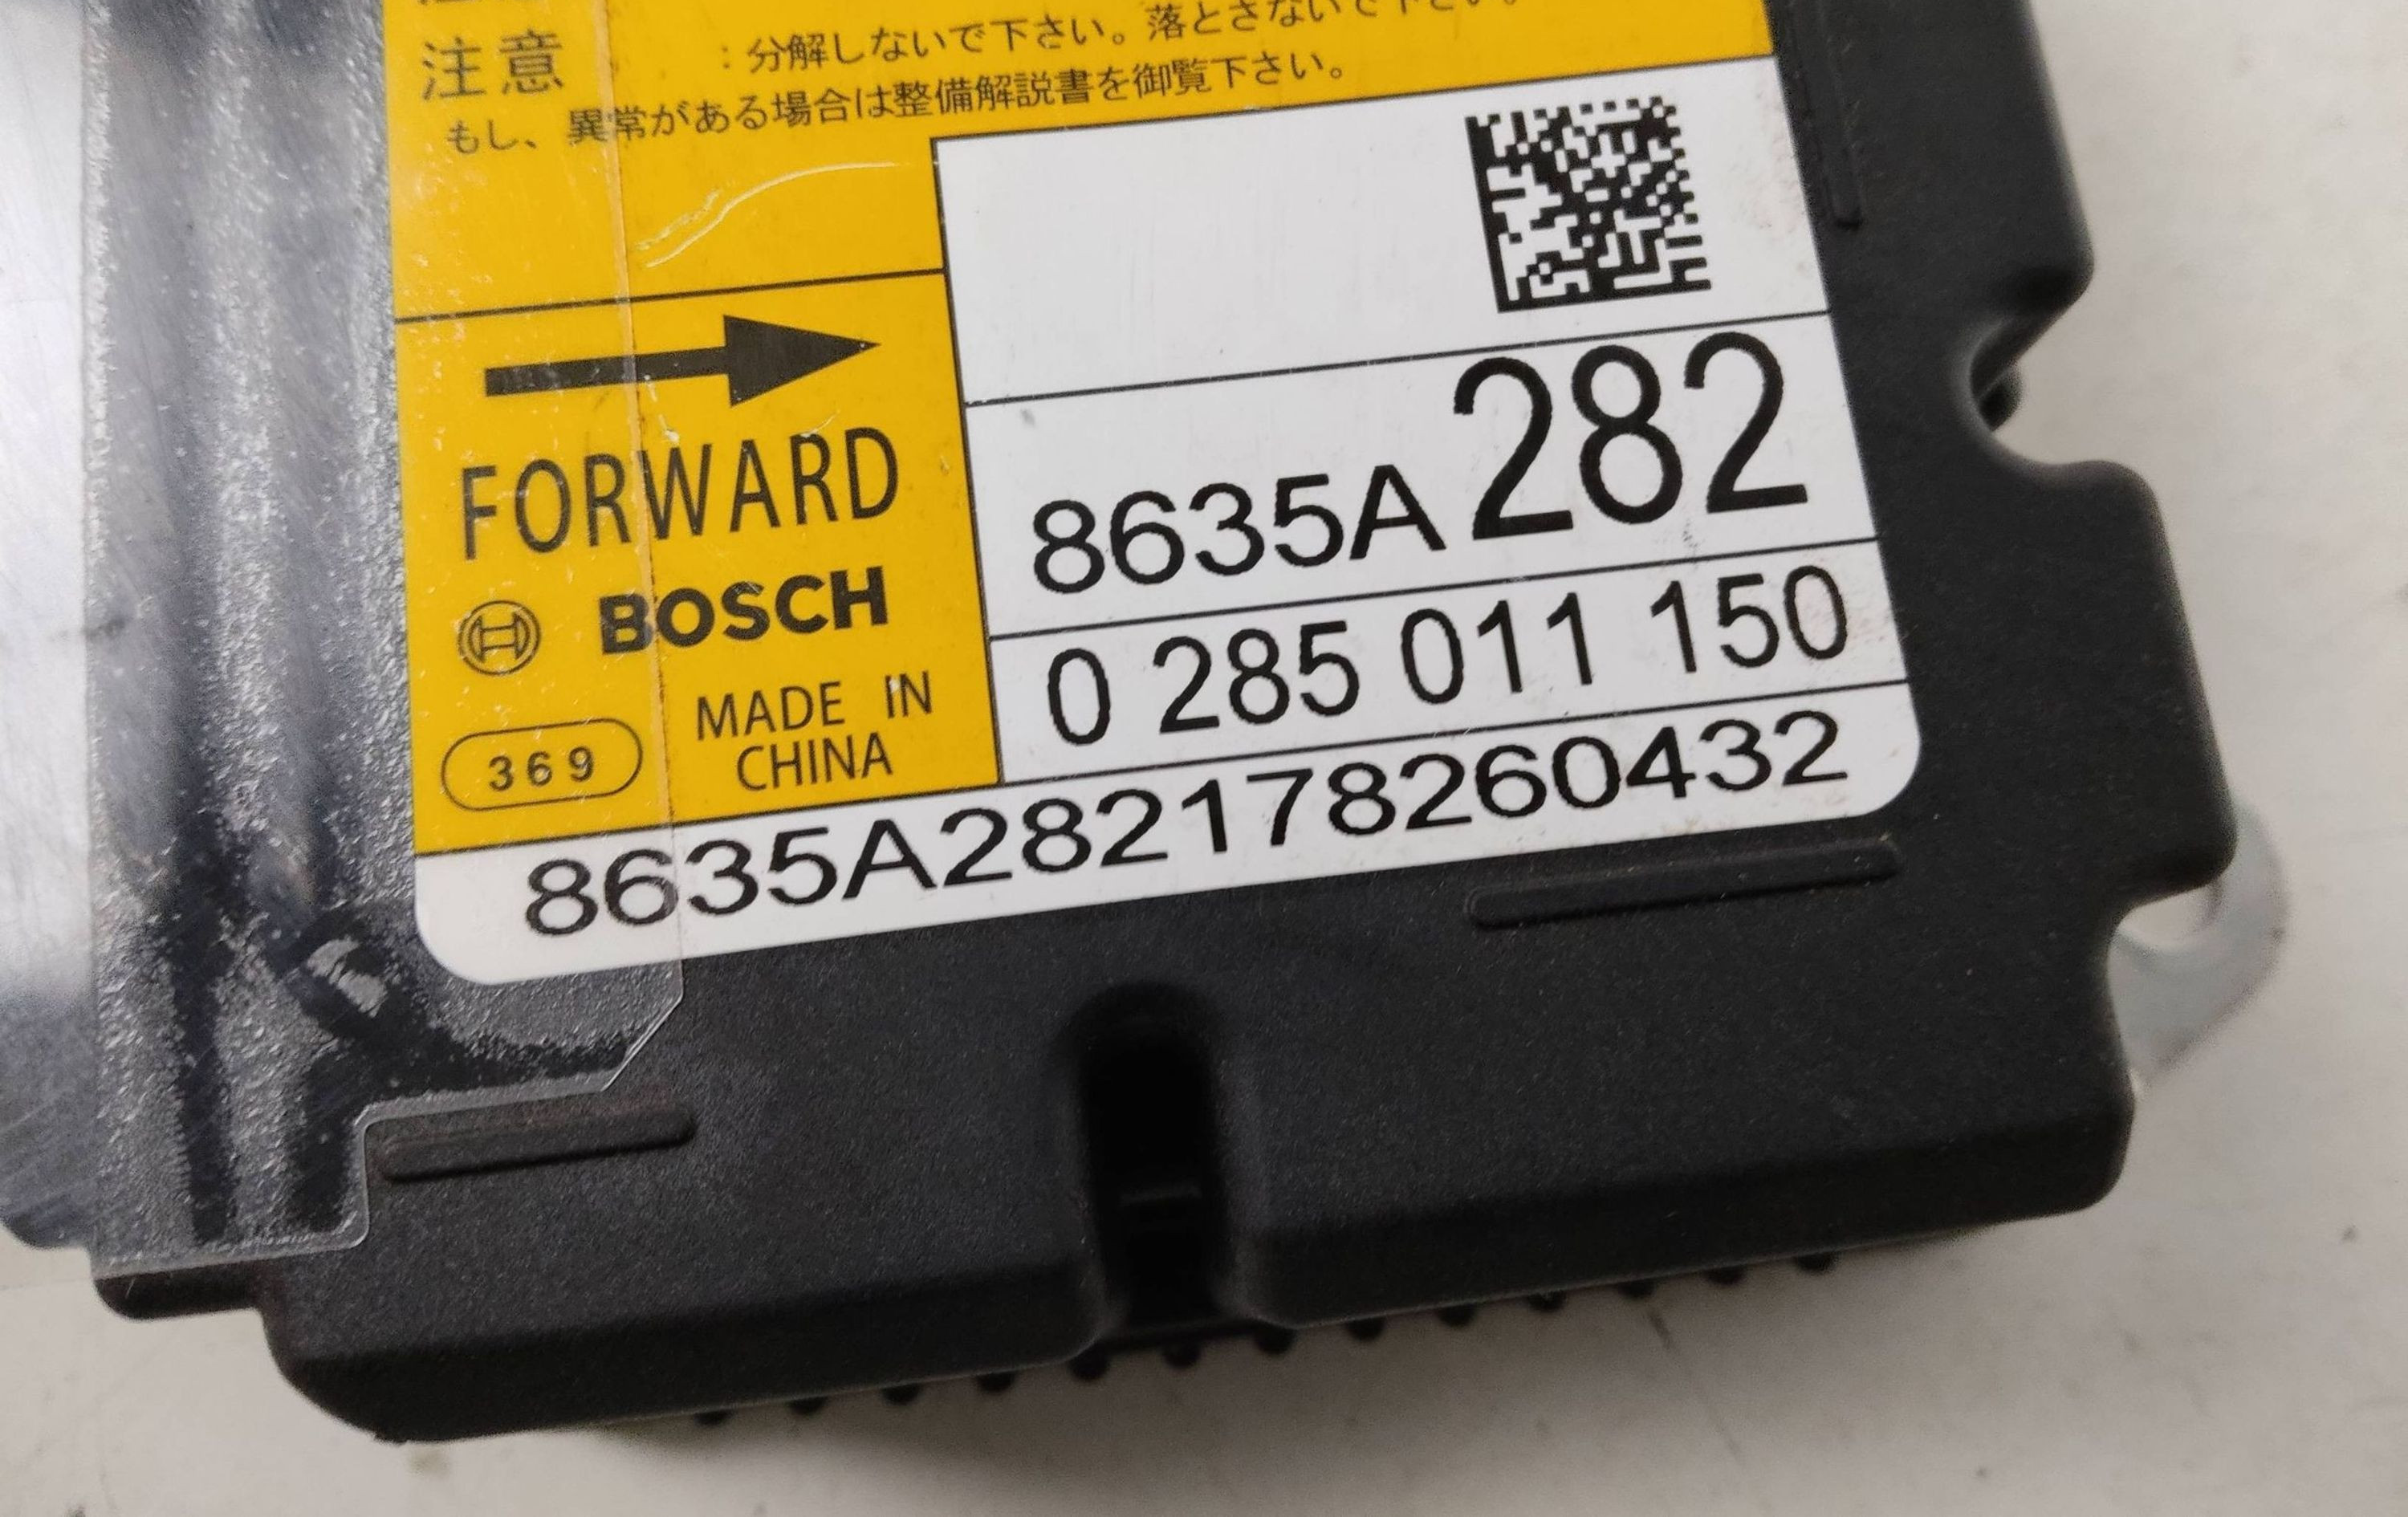 注意 : 分解しないで下さい。落とさないで下さい。
もし、異常がある場合は整備解説書を御覧下さい。
FORWARD
BOSCH
369
MADE IN
CHINA
8635A282
0 285 011 150
8635A282178260432